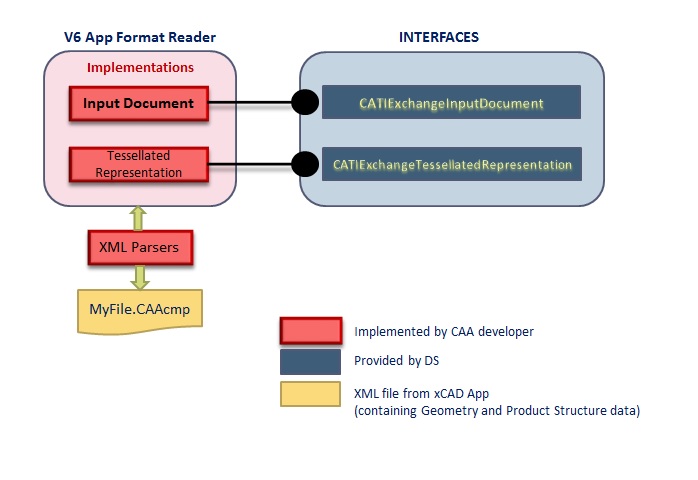 V6 App Format Reader
INTERFACES
Implementations
Input Document
CATIExchangeInputDocument
Tessellated
Representation
CATIExchangeTessellatedRepresentation
XML Parsers
MyFile.CAAcmp
Implemented by CAA developer
Provided by DS
XML file from xCAD App
(containing Geometry and Product Structure data)